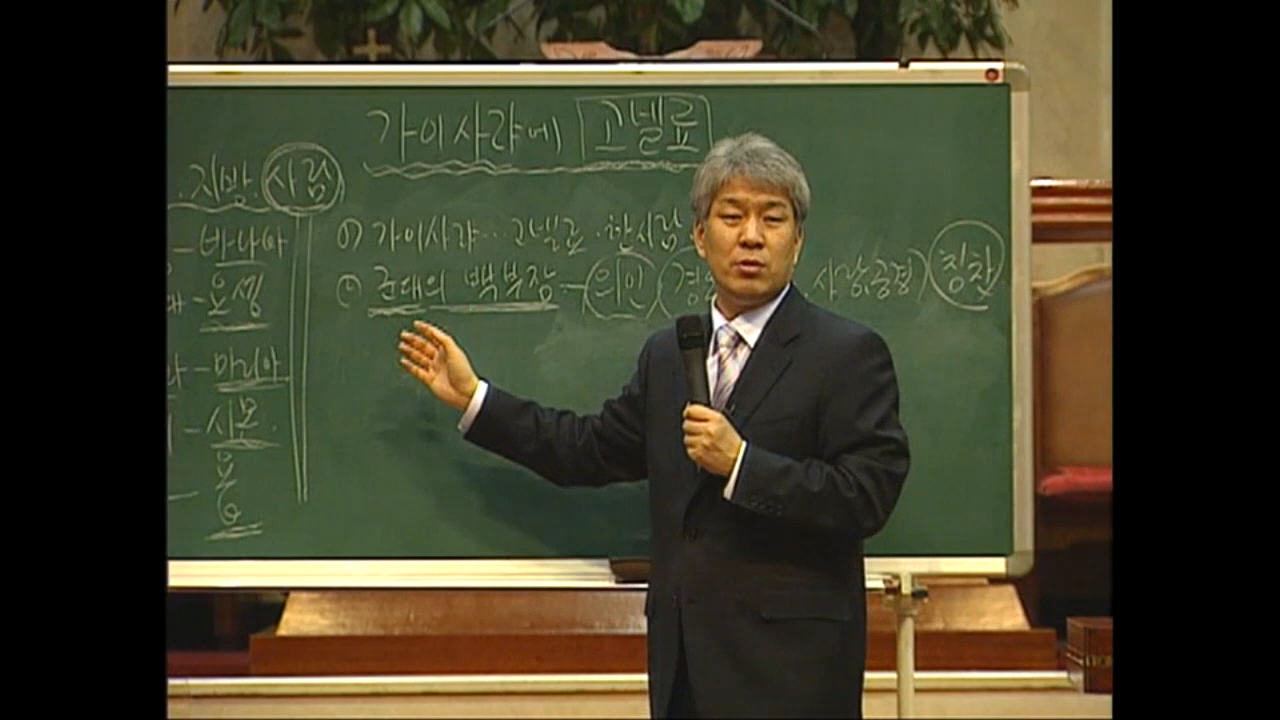 가이사랴에 고넬료
지방. 사람
- 바나바
- 요셉
- 마리아
- 시몬.
- 욥
㉠ 가이사랴‥고넬료. 한사람
㉡ 군대의 백부장 - 의인 경 사랑,공경) 칭찬